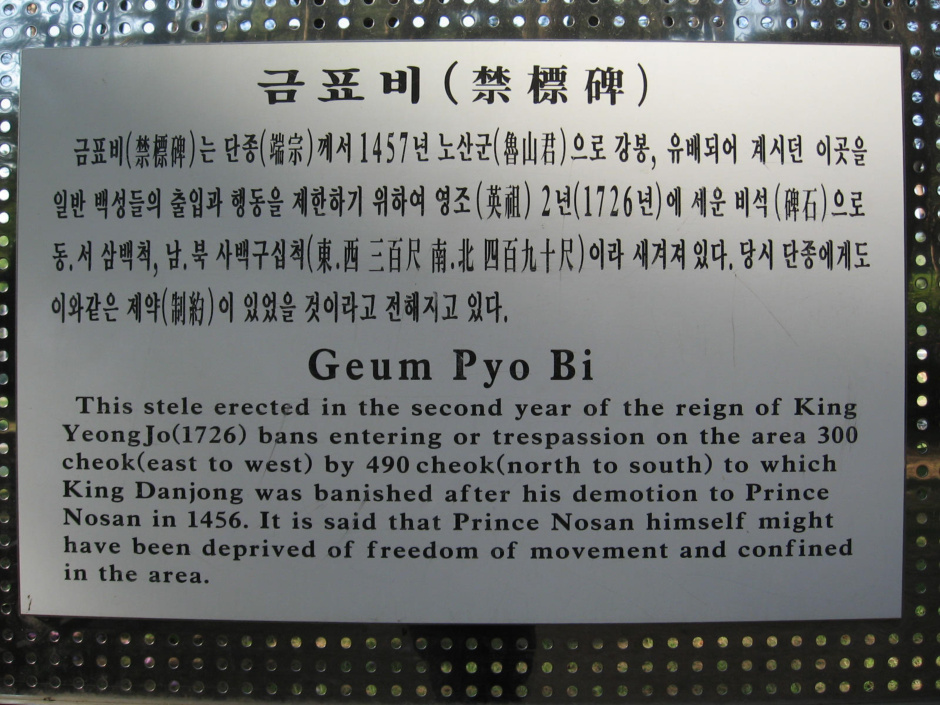 금표비(禁標碑)
금표비(禁標碑)는 단종(端宗)께서 1457년 노산군(魯山君)으로 강봉, 유배되어 계시던 이곳을
일반 백성들의 출입과 행동을 제한하기 위하여 영조(英祖) 2년(1726년)에 세운 비석(碑石)으로
동.서 삼백척, 남.북 사백구십척(東.西 三百尺 南.北 四百九十尺)이라 새겨져 있다. 당시 단종에게도
이와같은 제약(制約)이 있었을 것이라고 전해지고 있다.
Geum Pyo Bi
This stele erected in the second year of the reign of King
YeongJo(1726) bans entering or trespassion on the area 300
cheok(east to west) by 490 cheok(north to south) to which
King Danjong was banished after his demotion to Prince
Nosan in 1456. It is said that Prince Nosan himself might
have been deprived of freedom of movement and confined
in the area.